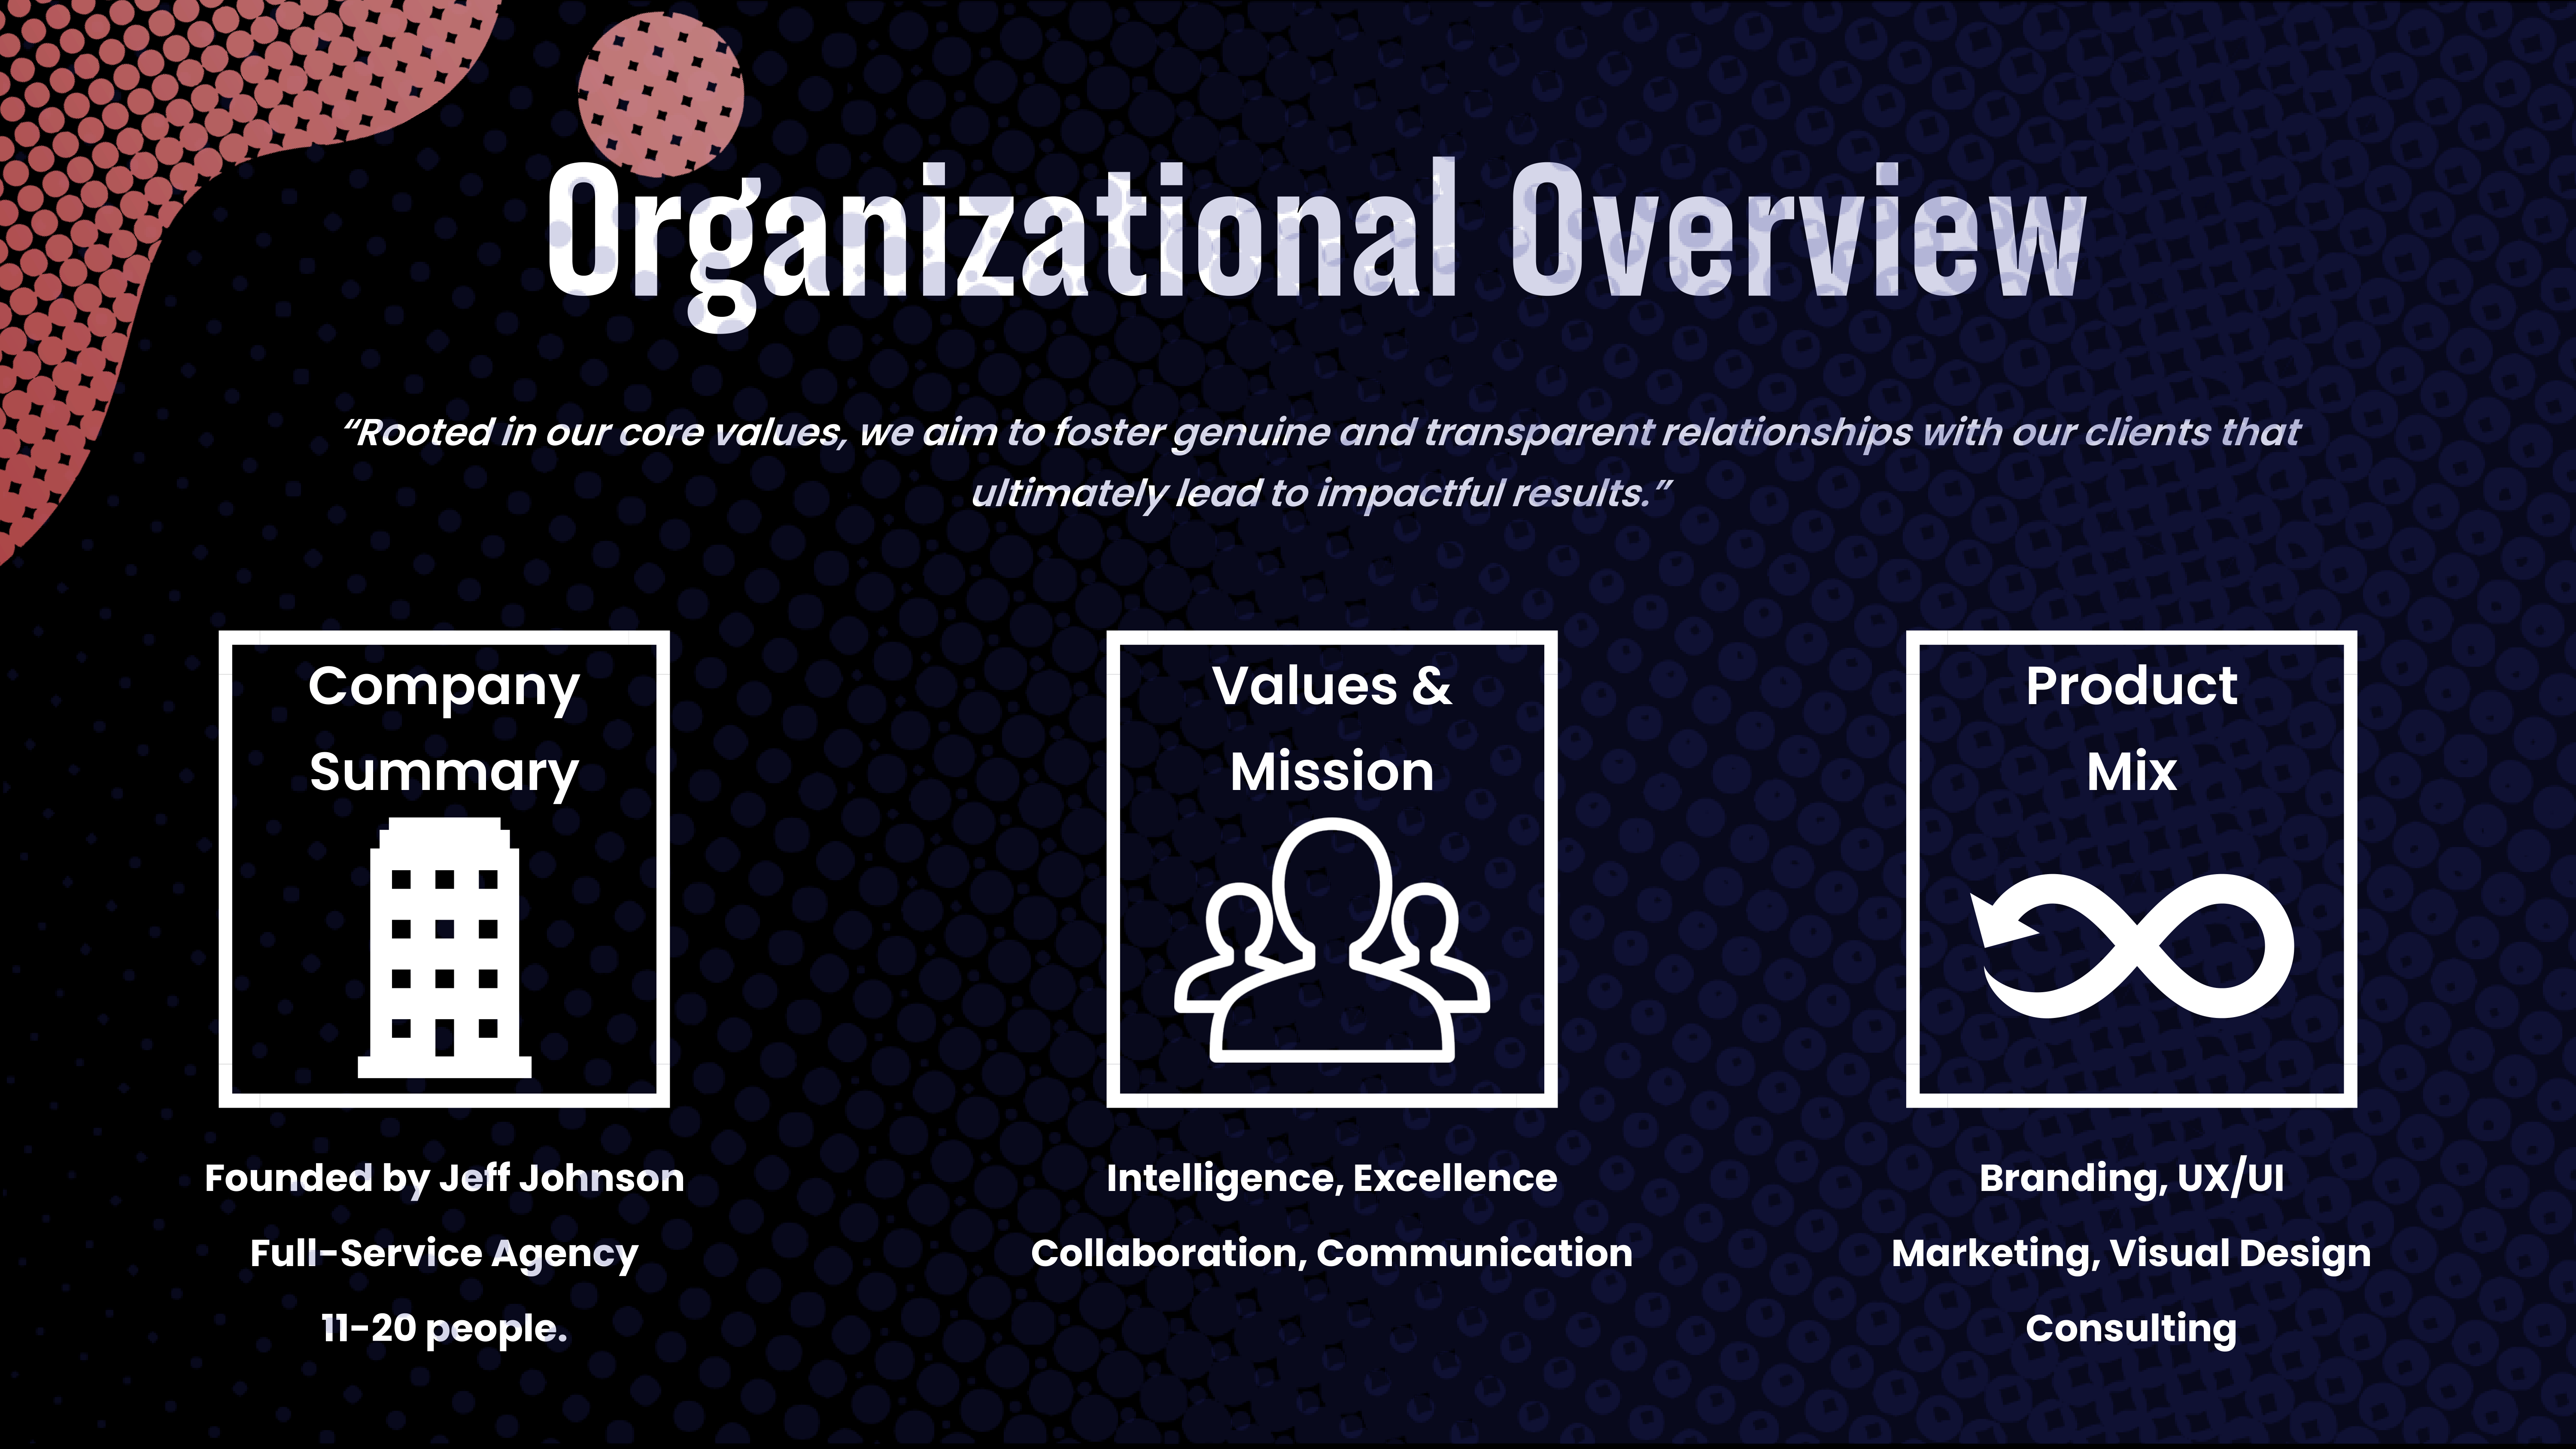 Organizational Overview
“Rooted in our core values, we aim to foster genuine and transparent relationships with our clients that
ultimately lead to impactful results.”
Company
Summary
Founded by Jeff Johnson
Full-Service Agency
11-20 people.
Values &
Mission
Intelligence, Excellence
Collaboration, Communication
Product
Mix
Branding, UX/UI
Marketing, Visual Design
Consulting